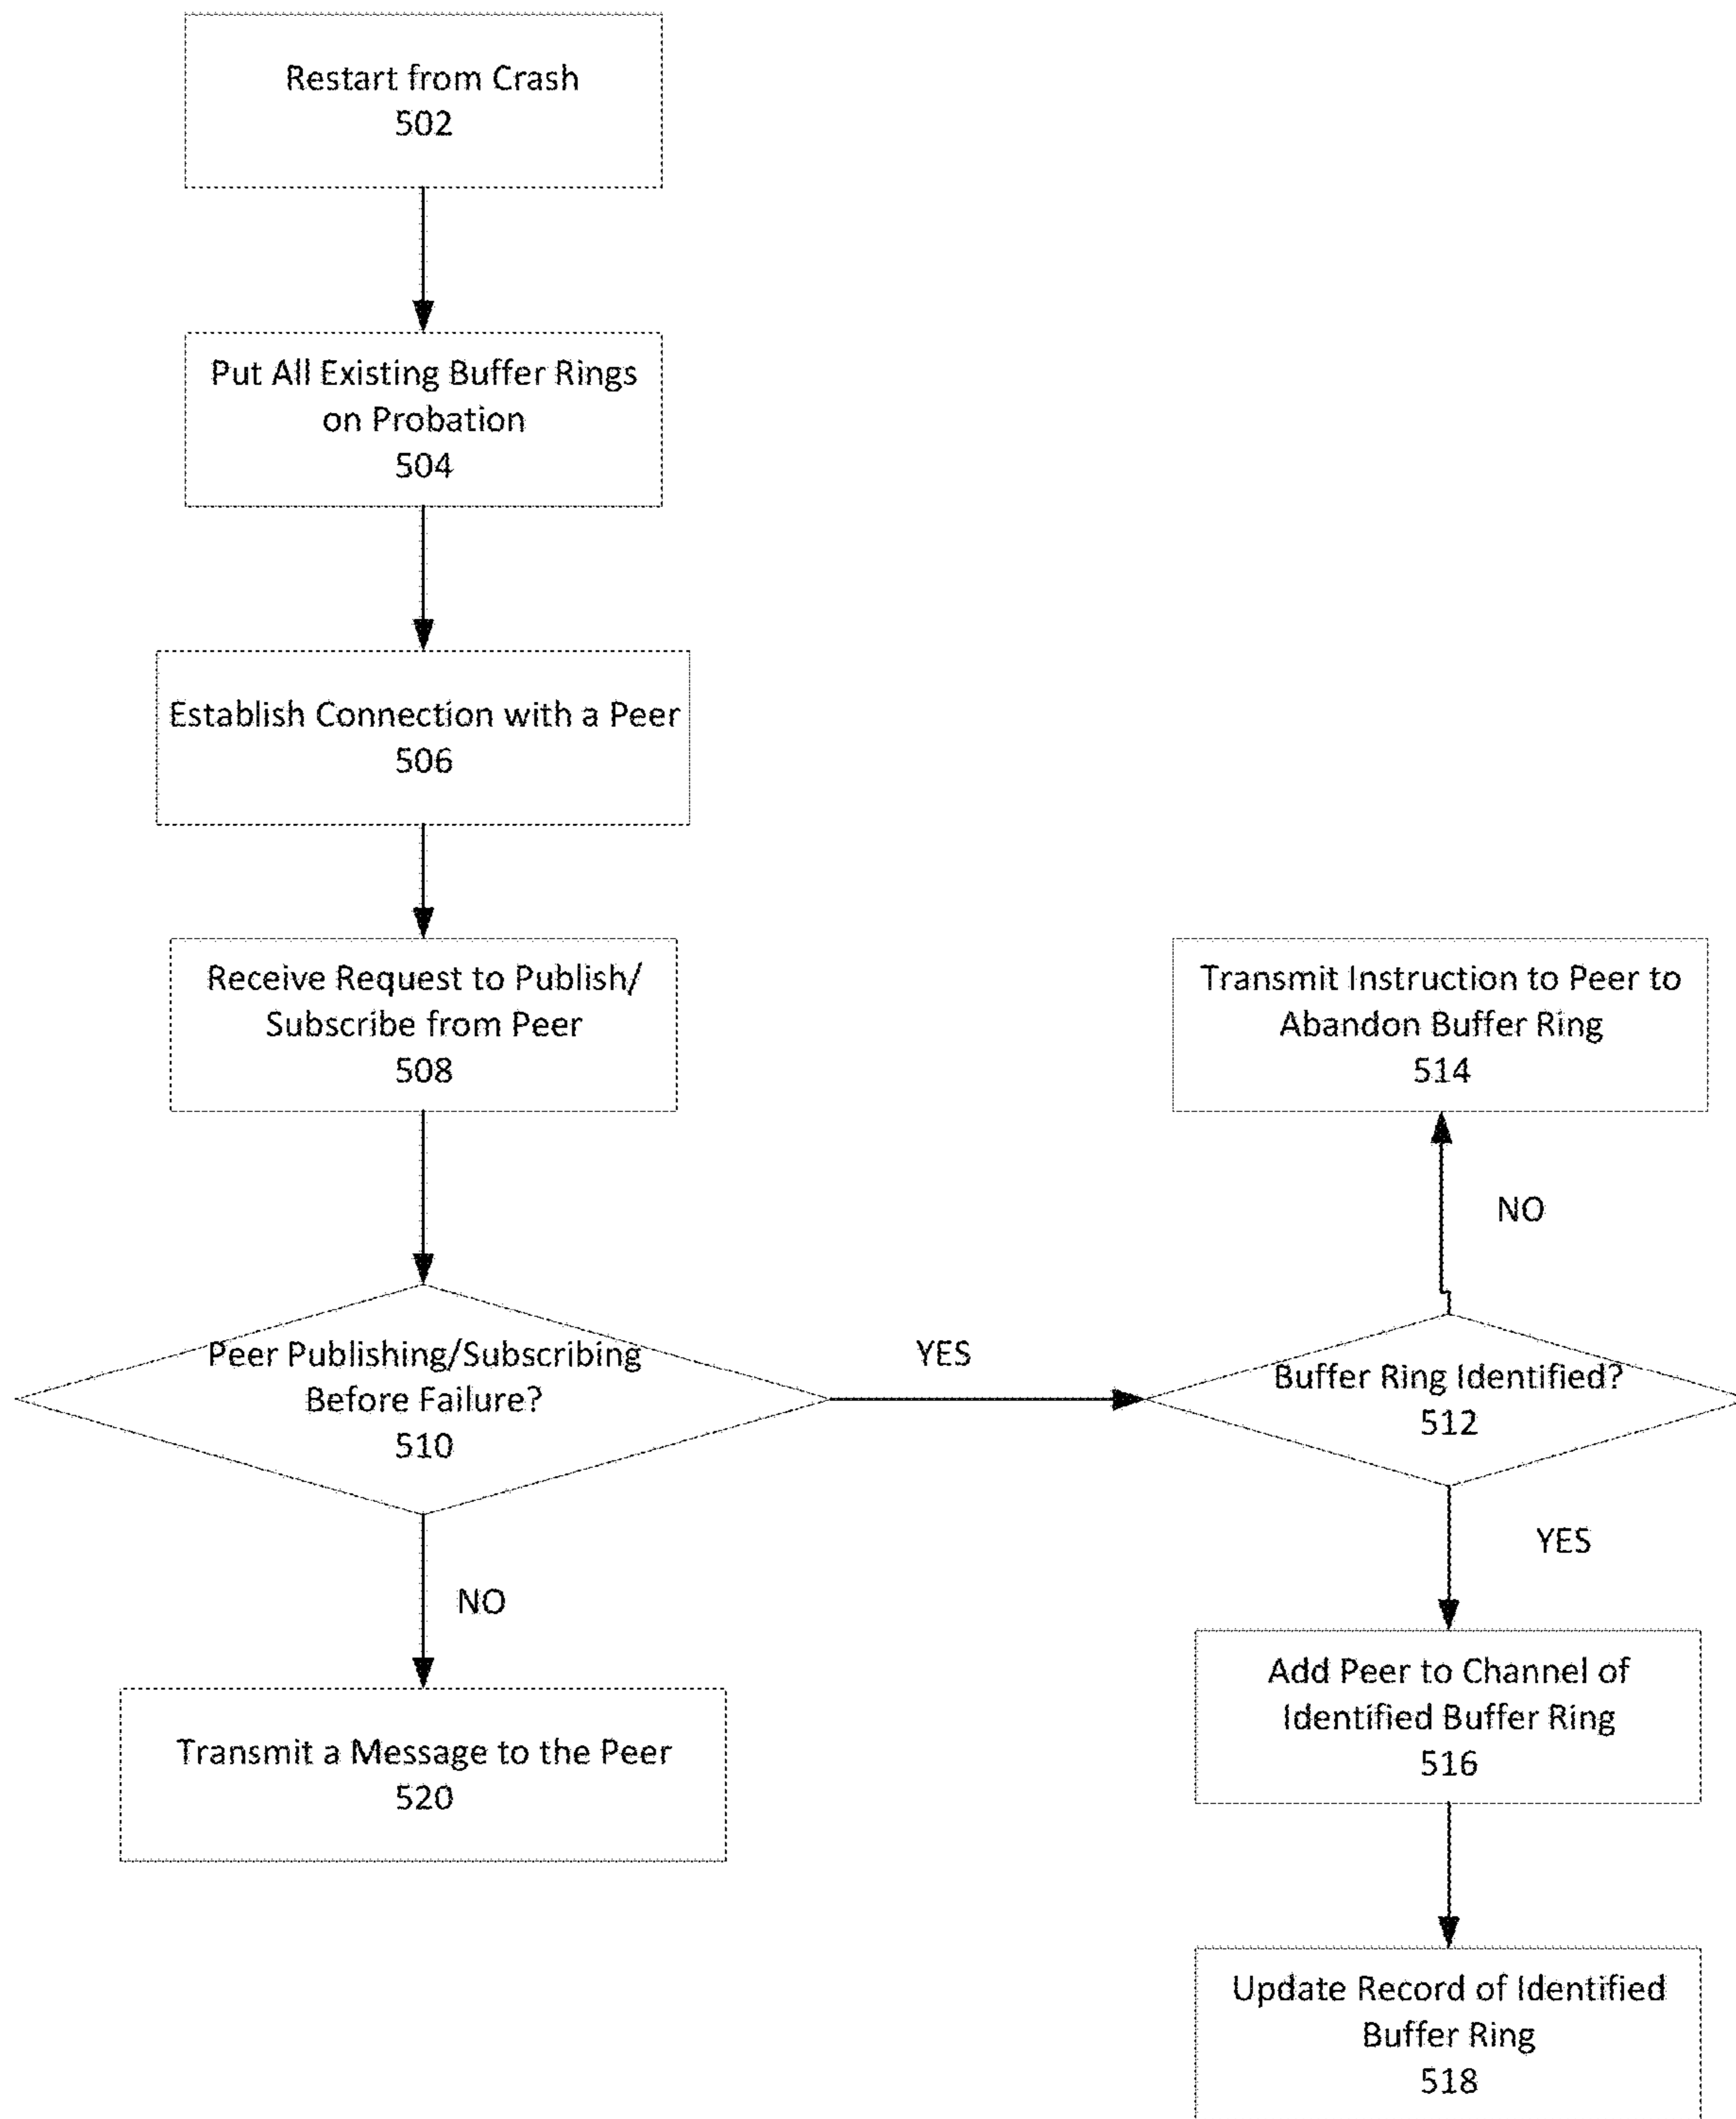 Restart from Crash
502
Put All Existing Buffer Rings
on Probation
504
Establish Connection with a Peer
506
Receive Request to Publish/
Subscribe from Peer
508
Transmit Instruction to Peer to
Abandon Buffer Ring
514
NO
Peer Publishing/Subscribing
Before Failure?
510
YES
Buffer Ring Identified?
512
YES
NO
Add Peer to Channel of
Identified Buffer Ring
516
Transmit a Message to the Peer
520
Update Record of Identified
Buffer Ring
518